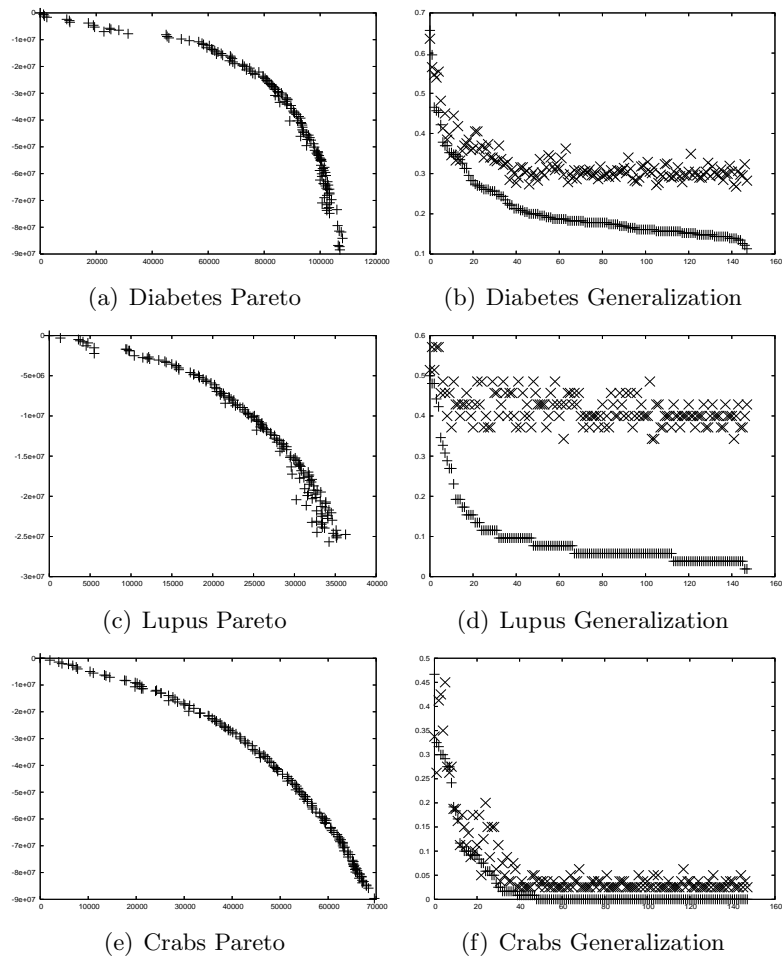 0
-1e+07
-2e+07
-3e+07
-4e+07
-5e+07
-6e+07
-7e+07
-8e+07
-9e+07
0 20000 40000 60000 80000 100000 120000
(a) Diabetes Pareto
0.7
0.6
0.5
0.4
0.3
0.2
0.1
0 20 40 60 80 100 120 140 160
(b) Diabetes Generalization
0
-5e+06
-1e+07
-1.5e+07
-2e+07
-2.5e+07
-3e+07
0 5000 10000 15000 20000 25000 30000 35000 40000
(c) Lupus Pareto
0.6
0.5
0.4
0.3
0.2
0.1
0
0 20 40 60 80 100 120 140 160
(d) Lupus Generalization
0
-1e+07
-2e+07
-3e+07
-4e+07
-5e+07
-6e+07
-7e+07
-8e+07
-9e+07
0 10000 20000 30000 40000 50000 60000 70000
(e) Crabs Pareto
0.5
0.45
0.4
0.35
0.3
0.25
0.2
0.15
0.1
0.05
0
0 20 40 60 80 100 120 140 160
(f) Crabs Generalization